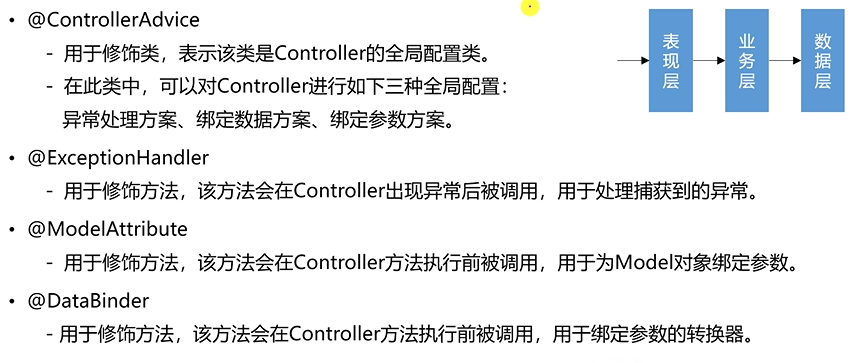 • @ControllerAdvice
- 用于修饰类，表示该类是Controller的全局配置类。
- 在此类中，可以对Controller进行如下三种全局配置：
异常处理方案、绑定数据方案、绑定参数方案。
• @ExceptionHandler
- 用于修饰方法，该方法会在Controller出现异常后被调用，用于处理捕获到的异常。
• @ModelAttribute
- 用于修饰方法，该方法会在Controller方法执行前被调用，用于为Model对象绑定参数。
• @DataBinder
- 用于修饰方法，该方法会在Controller方法执行前被调用，用于绑定参数的转换器。
表现层
业务层
数据层